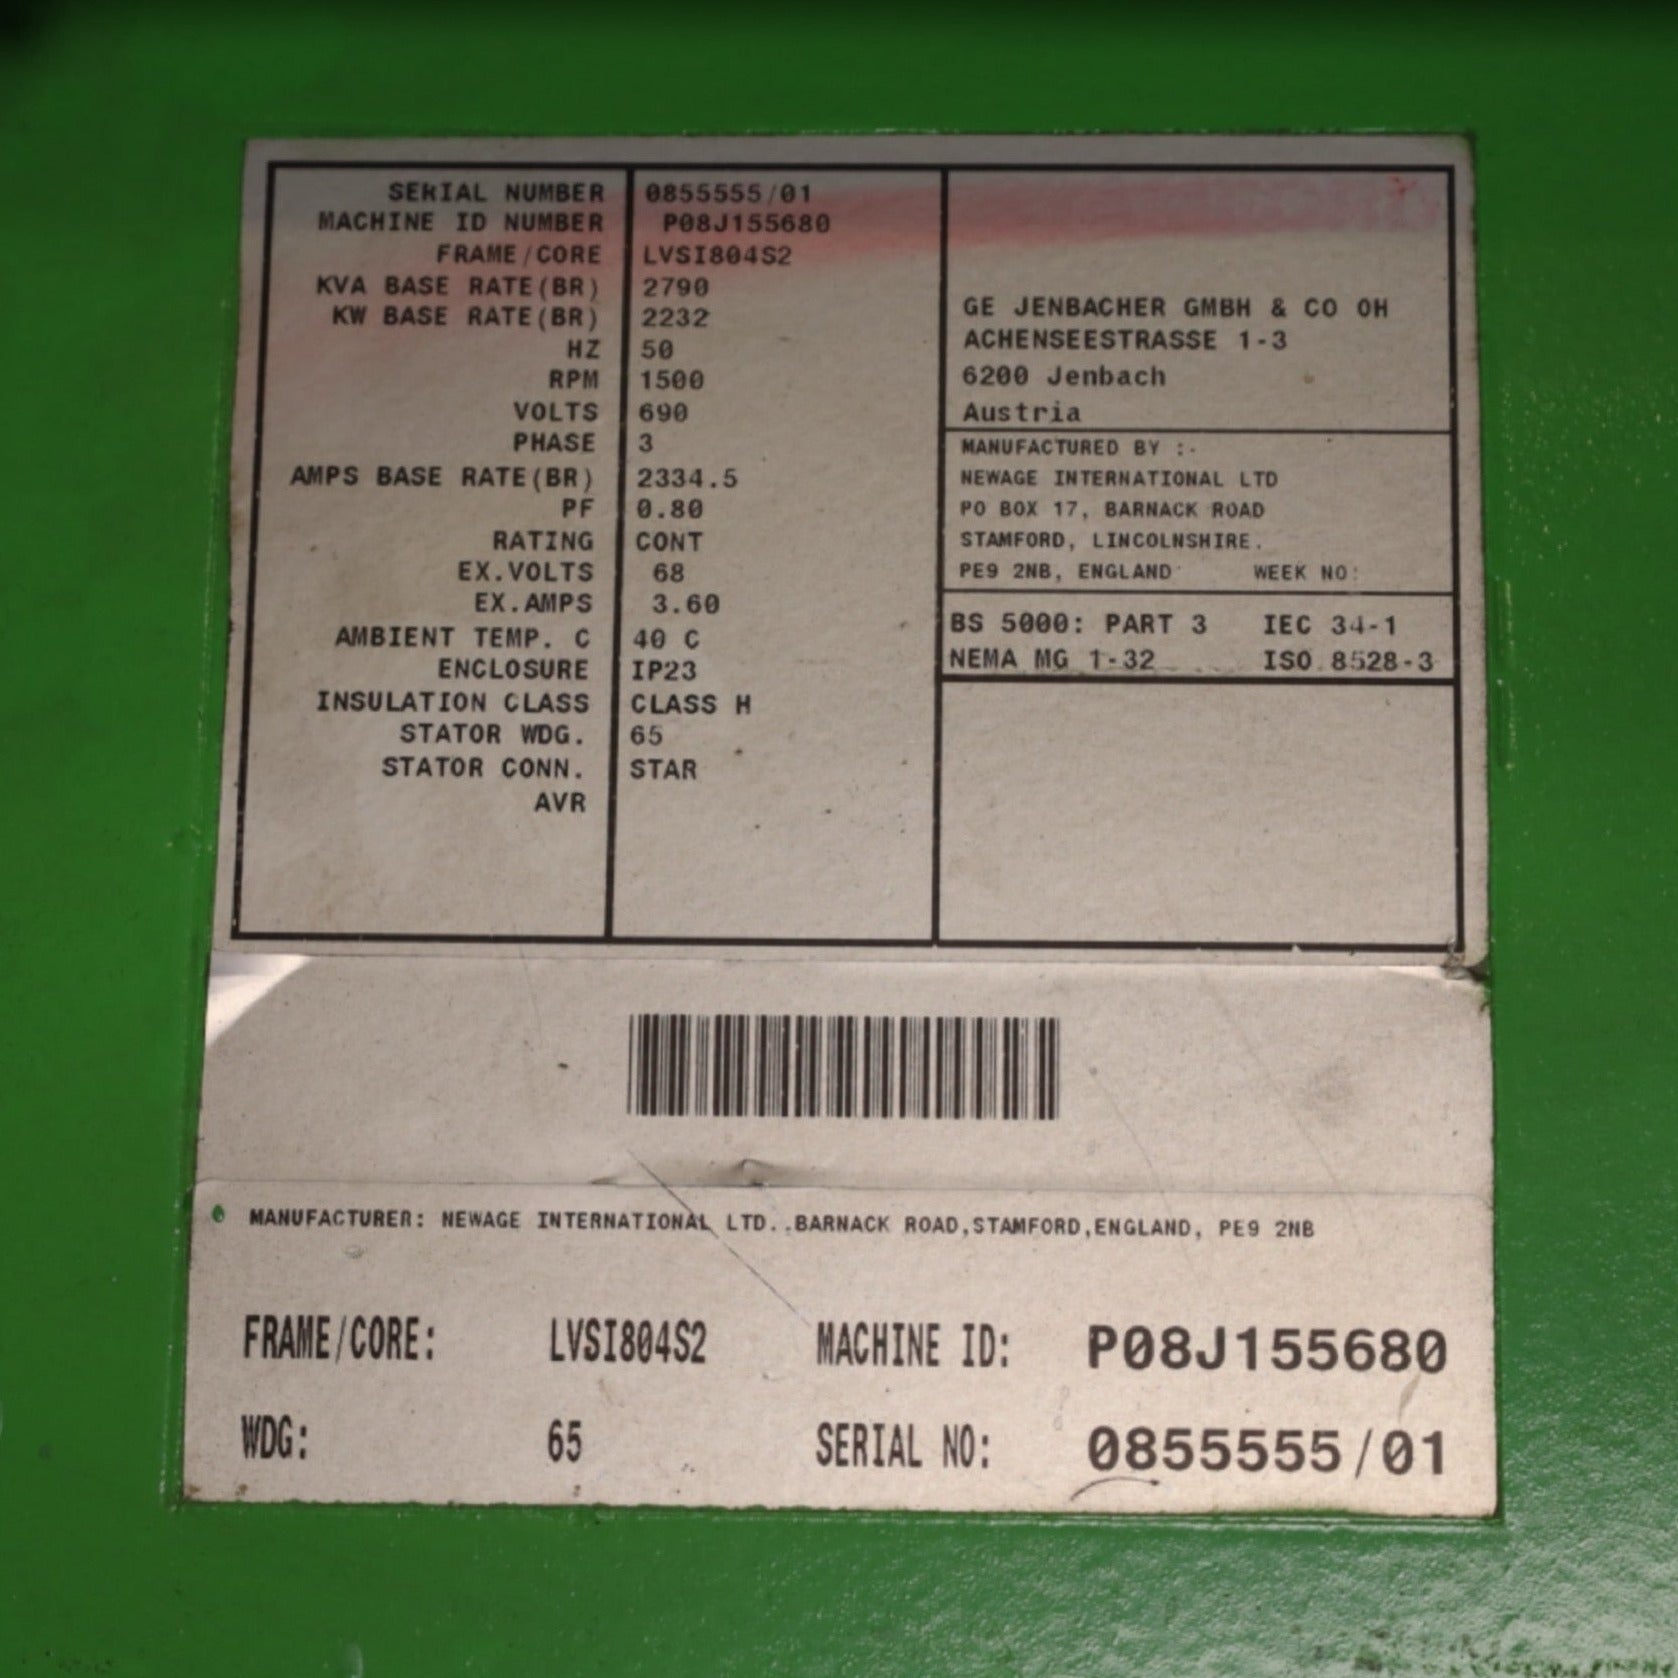 SERIAL NUMBER 0855555/01
MACHINE ID NUMBER P08J155680
FRAME/CORE LVSI804S2
KVA BASE RATE(BR) 2790
KW BASE RATE(BR) 2232
HZ 50
RPM 1500
VOLTS 690
PHASE 3
AMPS BASE RATE(BR) 2334.5
PF 0.80
RATING CONT
EX.VOLTS 68
EX.AMPS 3.60
AMBIENT TEMP. C 40 C
ENCLOSURE IP23
INSULATION CLASS CLASS H
STATOR WDG. 65
STATOR CONN. STAR
AVR
GE JENBACHER GMBH & CO OH
ACHENSEESTRASSE 1-3
6200 Jenbach
Austria
MANUFACTURED BY :-
NEWAGE INTERNATIONAL LTD
PO BOX 17, BARNACK ROAD
STAMFORD, LINCOLNSHIRE.
PE9 2NB, ENGLAND WEEK NO:
BS 5000: PART 3 IEC 34-1
NEMA MG 1-32 ISO 8528-3
MANUFACTURER: NEWAGE INTERNATIONAL LTD..BARNACK ROAD,STAMFORD,ENGLAND, PE9 2NB
FRAME/CORE: LVSI804S2 MACHINE ID: P08J155680
WDG: 65 SERIAL NO: 0855555/01